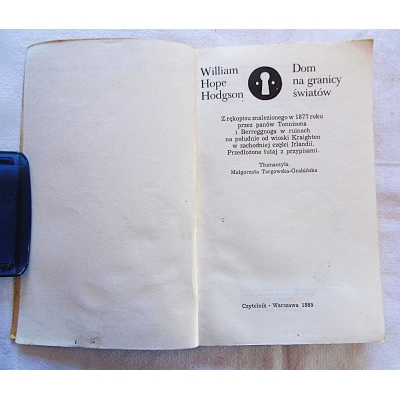 William
Hope
Hodgson
Dom
na granicy
światów
Z rękopisu znalezionego w 1877 roku
przez panów Tonnisona
i Berreggnoga w ruinach
na południe od wioski Kraighten
w zachodniej części Irlandii.
Przedłożone tutaj z przypisami.
Tłumaczyła
Małgorzata Targowska-Grabińska
Czytelnik · Warszawa 1985